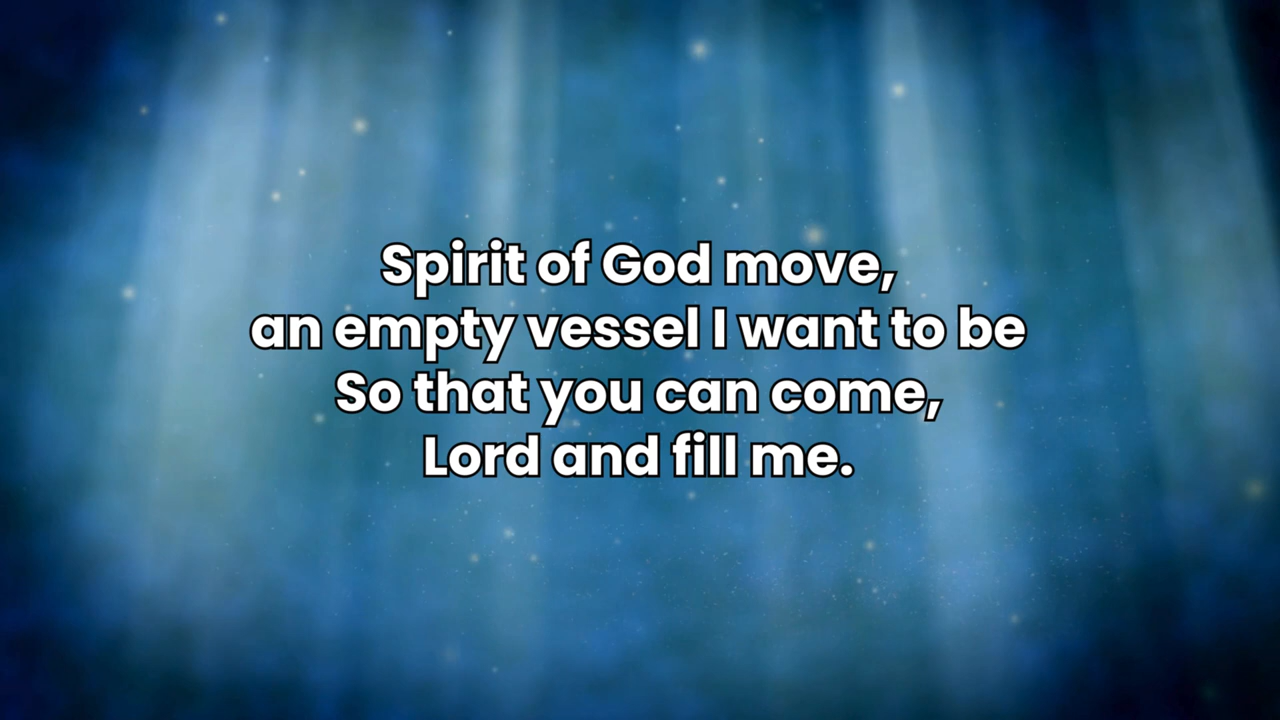 Spirit of God move,
an empty vessel I want to be
So that you can come,
Lord and fill me.